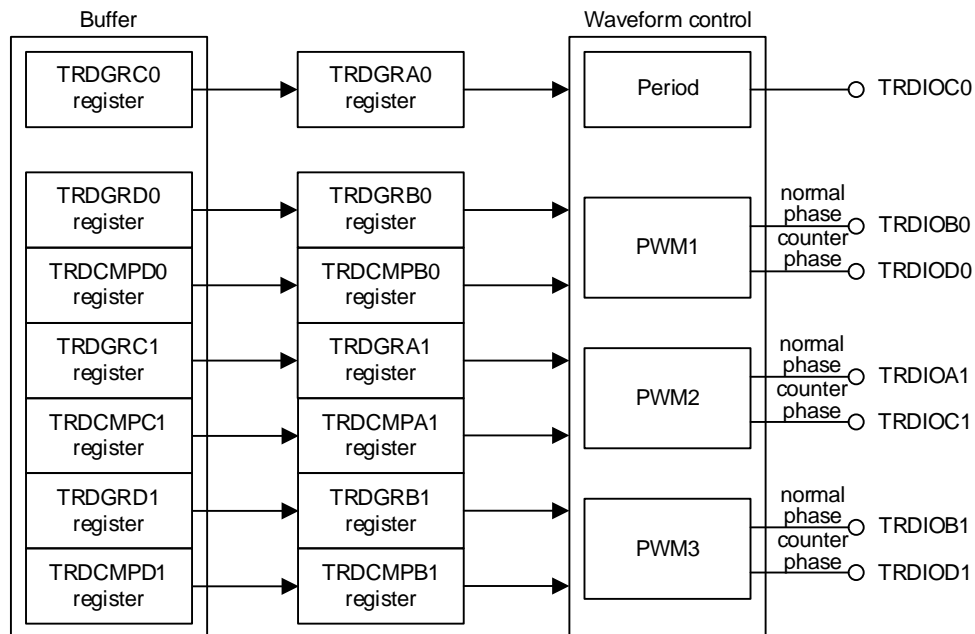 Buffer
Waveform control
TRDGRC0
register
TRDGRA0
register
Period
TRDIOC0
TRDGRD0
register
TRDGRB0
register
TRDCMPD0
register
TRDCMPB0
register
PWM1
normal
phase
TRDIOB0
counter
phase
TRDIOD0
TRDGRC1
register
TRDGRA1
register
TRDCMPC1
register
TRDCMPA1
register
PWM2
normal
phase
TRDIOA1
counter
phase
TRDIOC1
TRDGRD1
register
TRDGRB1
register
TRDCMPD1
register
TRDCMPB1
register
PWM3
normal
phase
TRDIOB1
counter
phase
TRDIOD1